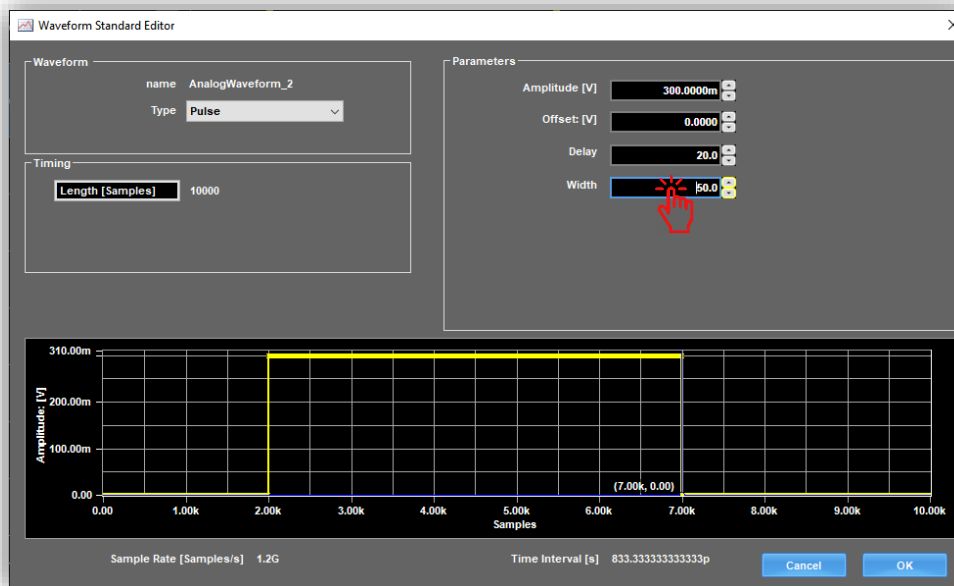 Waveform Standard Editor
Waveform
name AnalogWaveform_2
Type Pulse
Timing
Length [Samples] 10000
Parameters
Amplitude [V] 300.0000m
Offset: [V] 0.0000
Delay 20.0
Width 50.0
310.00m
200.00m
100.00m
0.00
Amplitude: [V]
(7.00k, 0.00)
0.00 1.00k 2.00k 3.00k 4.00k 5.00k 6.00k 7.00k 8.00k 9.00k 10.00k
Samples
Sample Rate [Samples/s] 1.2G Time Interval [s] 833.333333333333p
Cancel OK